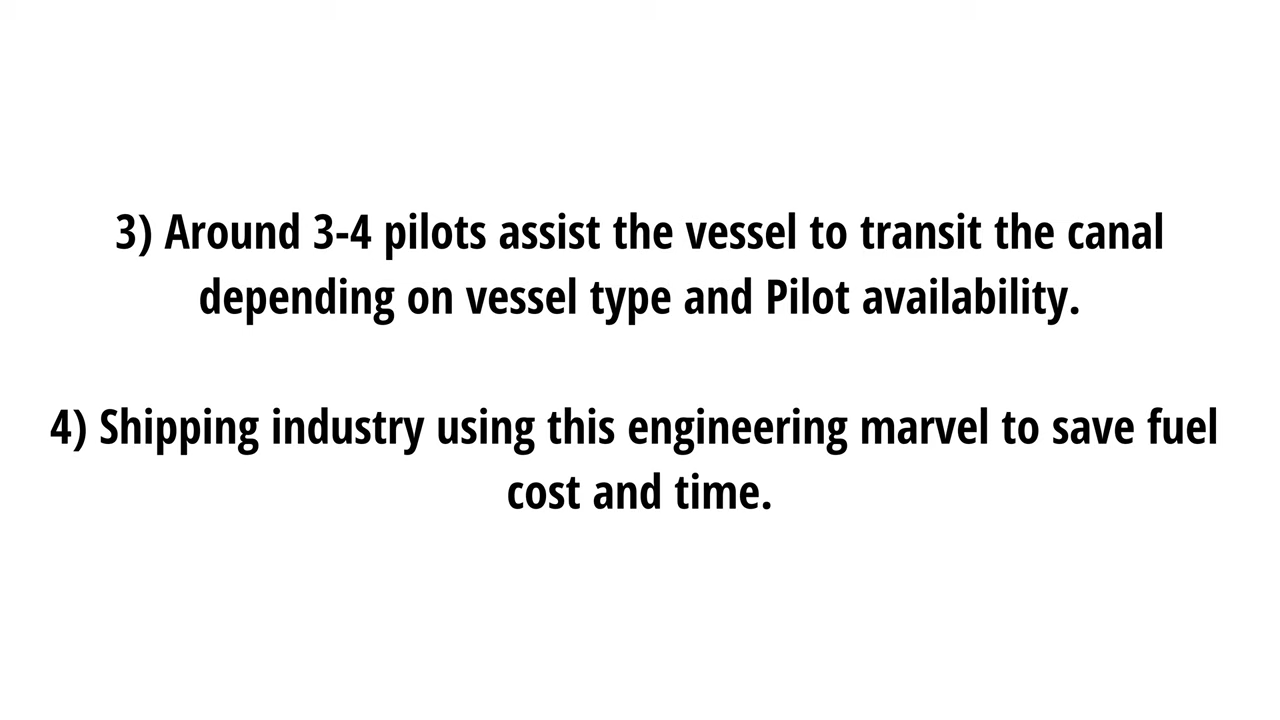 3) Around 3-4 pilots assist the vessel to transit the canal
depending on vessel type and Pilot availability.
4) Shipping industry using this engineering marvel to save fuel
cost and time.